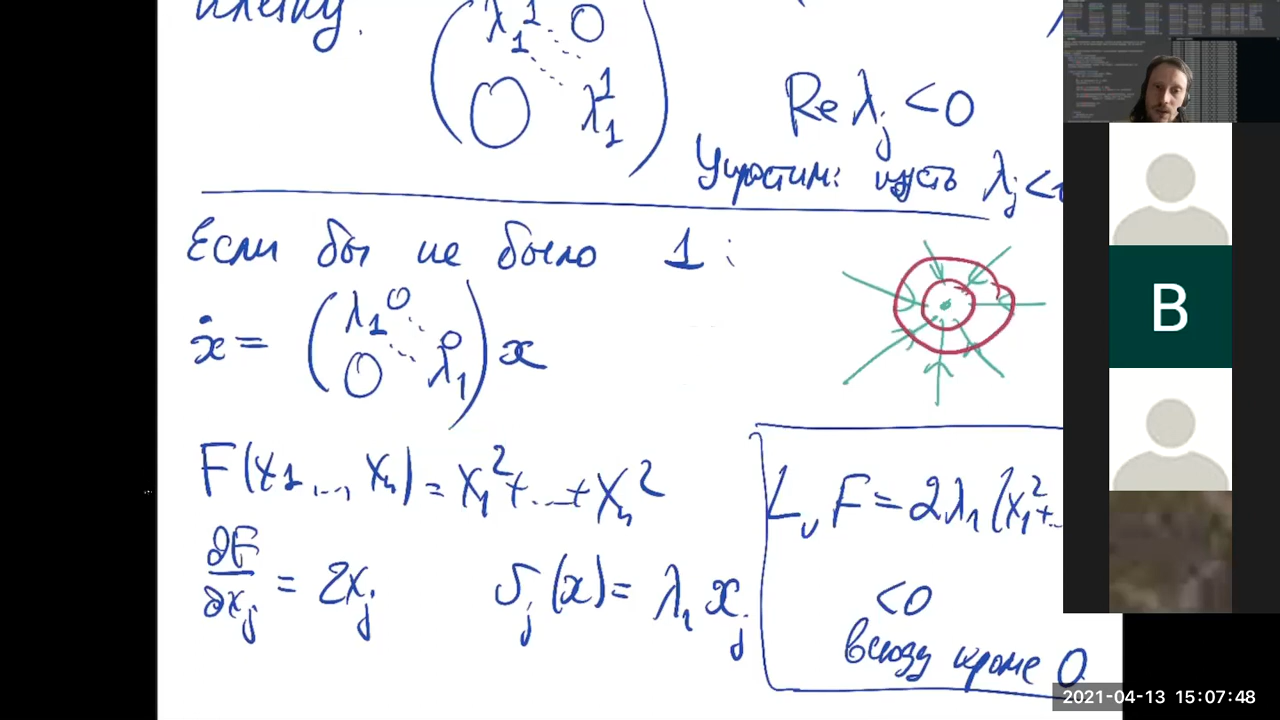 клетку.
λ₁ 1 0
0 λ₁ 1
Re λⱼ < 0
Упростим: пусть λⱼ <
Если бы не было 1 :
ẋ = (λ₁ 0 0 λ₁) x
F(x1..., xₙ) = x₁² + ... + xₙ²
Lᵥ F = 2λ₁ (x₁² + ...
∂F/∂xⱼ = 2xⱼ
vⱼ(x) = λ₁ xⱼ
< 0
всюду кроме 0
B
2021-04-13 15:07:48